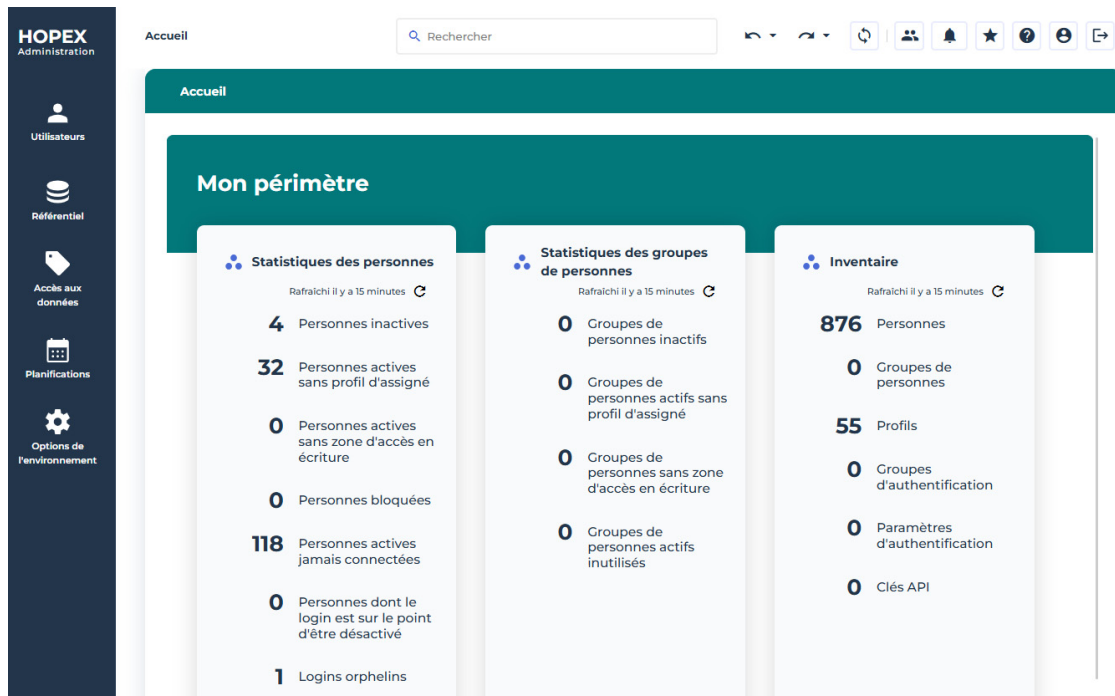 HOPEX
Administration
Accueil
Rechercher
Utilisateurs
Référentiel
Accès aux
données
Planifications
Options de
l'environnement
Accueil
Mon périmètre
Statistiques des personnes
Rafraîchi il y a 15 minutes
4 Personnes inactives
32 Personnes actives
sans profil d'assigné
0 Personnes actives
sans zone d'accès en
écriture
0 Personnes bloquées
118 Personnes actives
jamais connectées
0 Personnes dont le
login est sur le point
d'être désactivé
1 Logins orphelins
Statistiques des groupes
de personnes
Rafraîchi il y a 15 minutes
0 Groupes de
personnes inactifs
0 Groupes de
personnes actifs sans
profil d'assigné
0 Groupes de
personnes sans zone
d'accès en écriture
0 Groupes de
personnes actifs
inutilisés
Inventaire
Rafraîchi il y a 15 minutes
876 Personnes
0 Groupes de
personnes
55 Profils
0 Groupes
d'authentification
0 Paramètres
d'authentification
0 Clés API